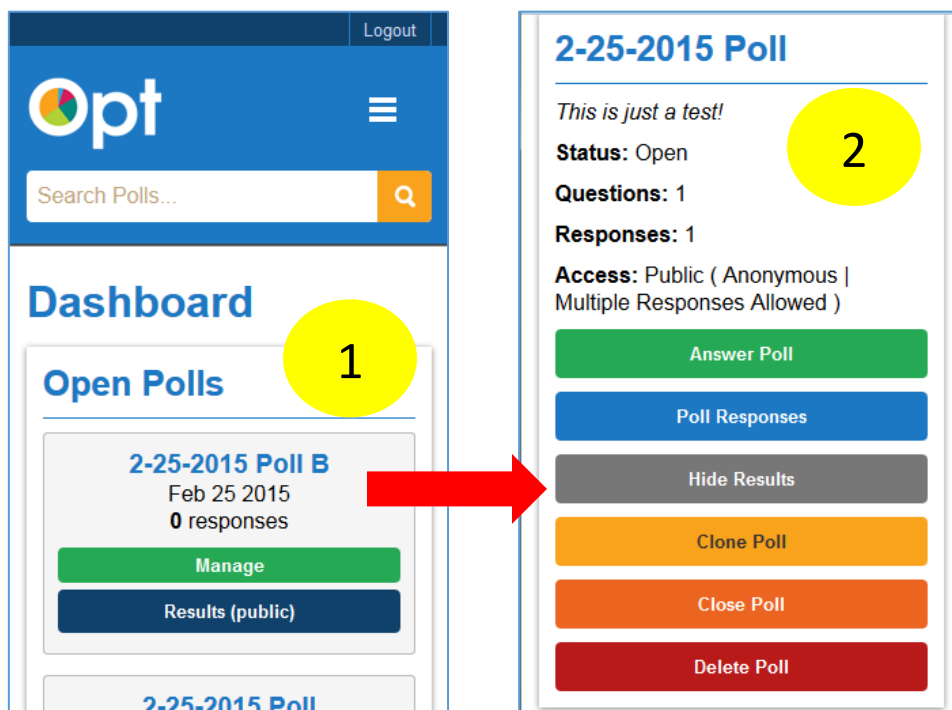 Logout
Opt
Search Polls...
Dashboard
1
Open Polls
2-25-2015 Poll B
Feb 25 2015
0 responses
Manage
Results (public)
2-25-2015 Poll
2-25-2015 Poll
This is just a test!
2
Status: Open
Questions: 1
Responses: 1
Access: Public ( Anonymous |
Multiple Responses Allowed )
Answer Poll
Poll Responses
Hide Results
Clone Poll
Close Poll
Delete Poll